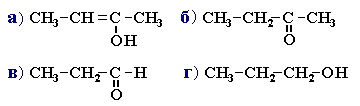 а) CH₃–CH=C–CH₃ б) CH₃–CH₂–C–CH₃
OH O
в) CH₃–CH₂–C–H г) CH₃–CH₂–CH₂–OH
O